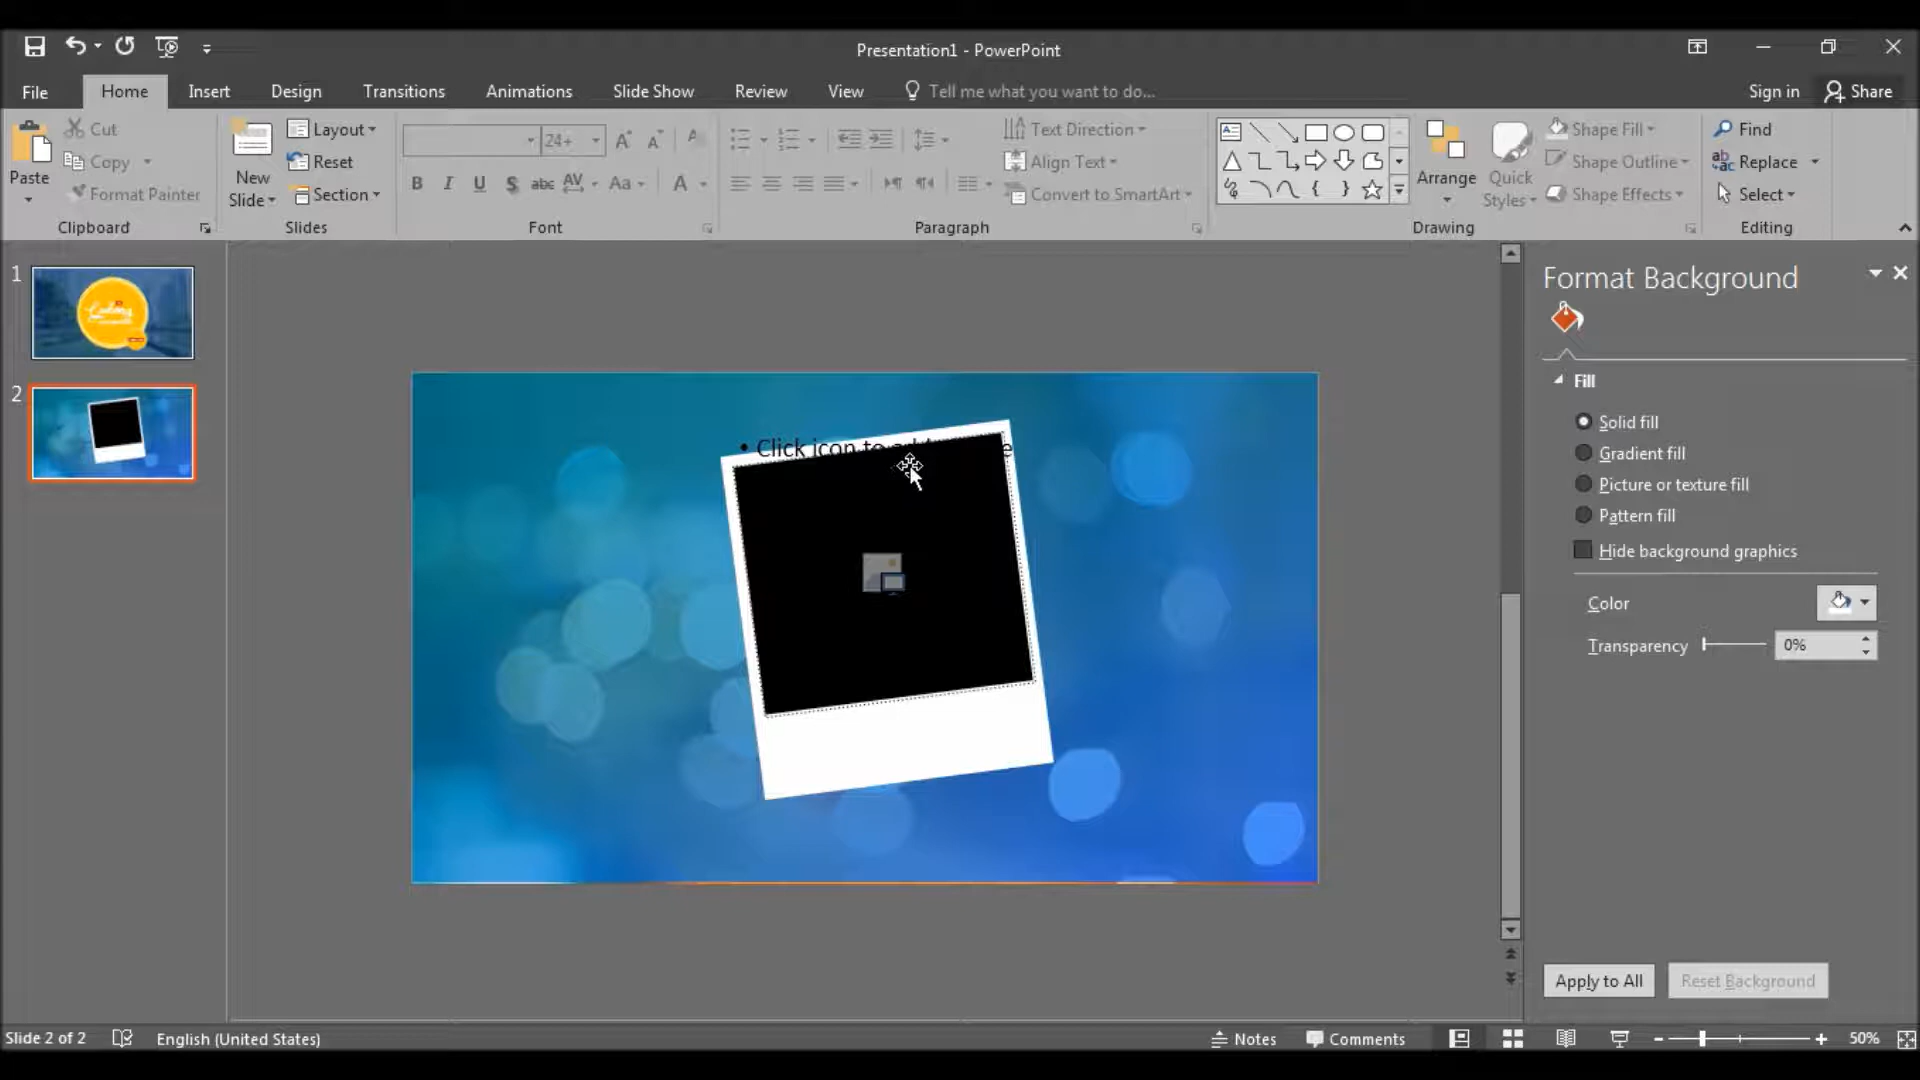 Presentation1 - PowerPoint
File
Home
Insert
Design
Transitions
Animations
Slide Show
Review
View
Tell me what you want to do...
Sign in
Share
Paste
Cut
Copy
Format Painter
Clipboard
New
Slide
Layout
Reset
Section
Slides
24+
B I U S abc AV Aa A
Font
Text Direction
Align Text
Convert to SmartArt
Paragraph
Arrange
Quick
Styles
Shape Fill
Shape Outline
Shape Effects
Drawing
Find
Replace
Select
Editing
1
2
• Click icon to
Format Background
Fill
Solid fill
Gradient fill
Picture or texture fill
Pattern fill
Hide background graphics
Color
Transparency
0%
Apply to All
Reset Background
Slide 2 of 2
English (United States)
Notes
Comments
50%